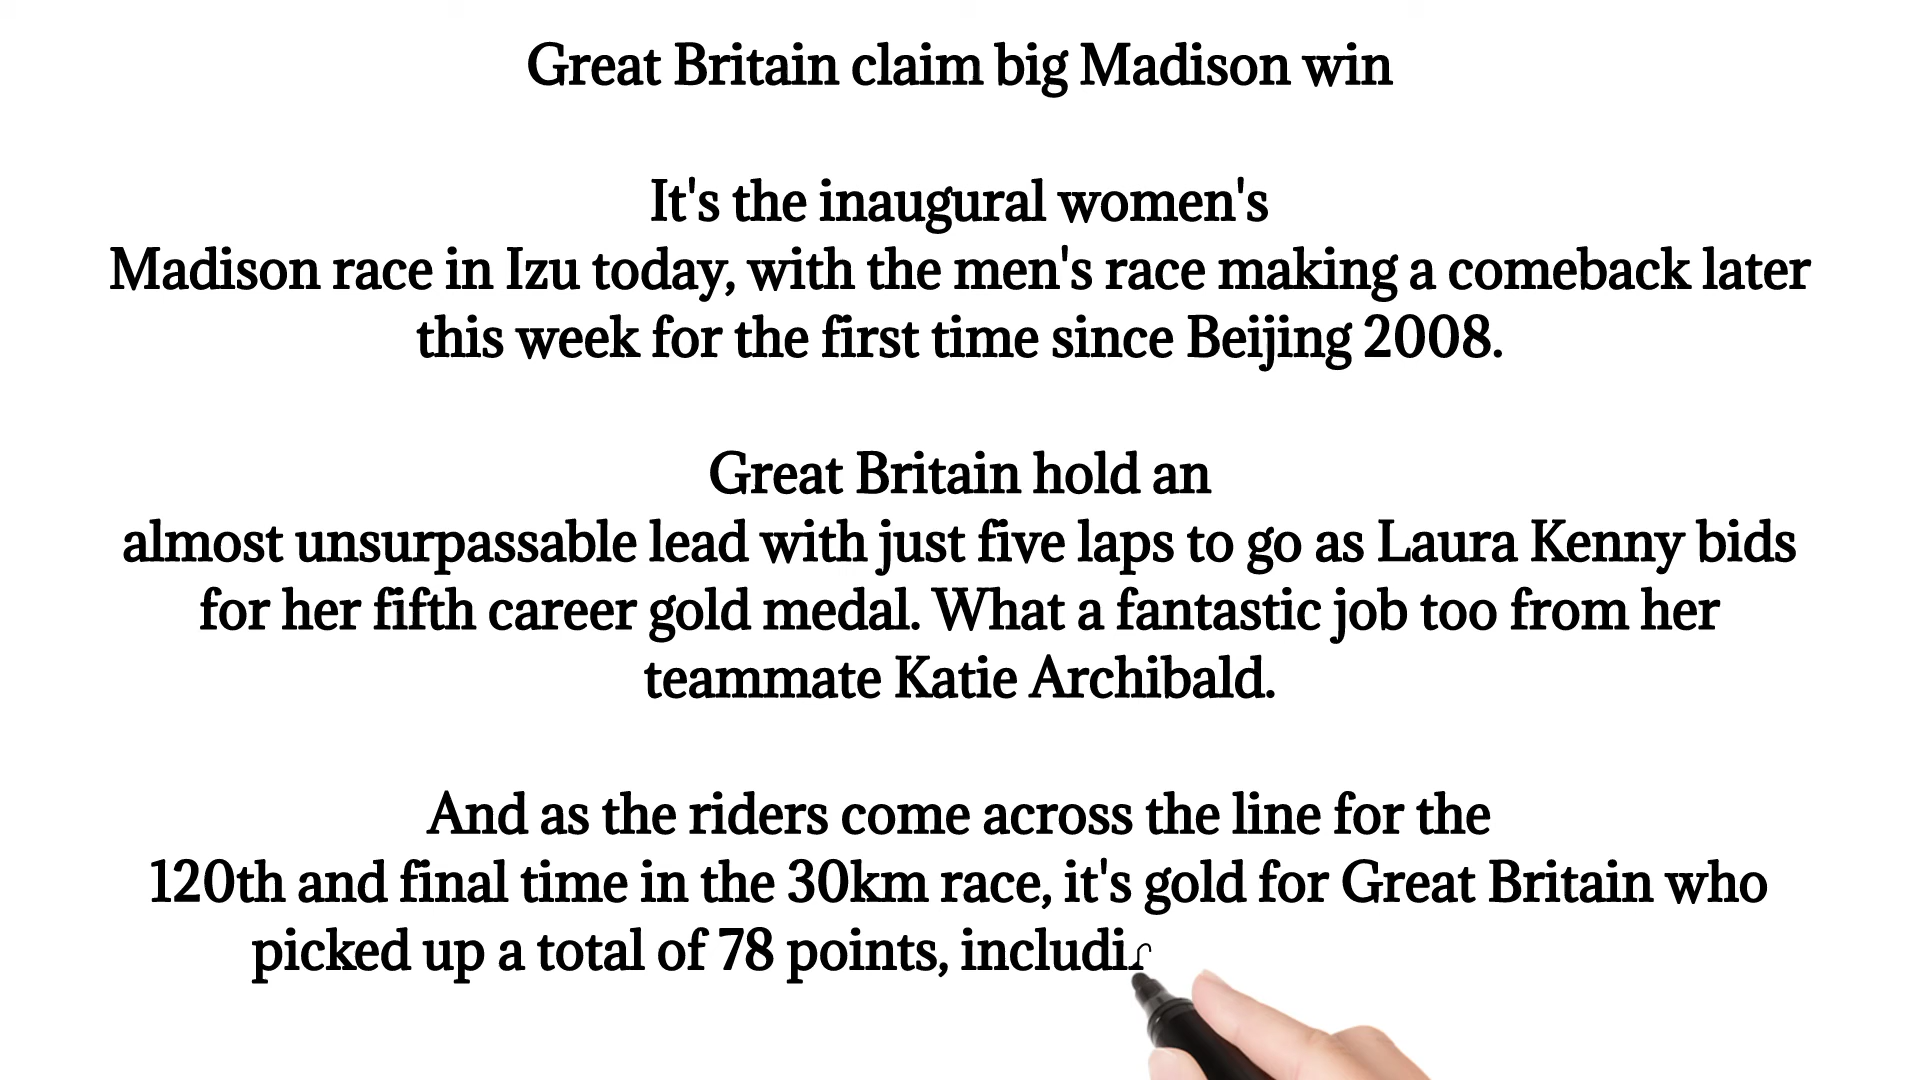 Great Britain claim big Madison win
It's the inaugural women's
Madison race in Izu today, with the men's race making a comeback later
this week for the first time since Beijing 2008.
Great Britain hold an
almost unsurpassable lead with just five laps to go as Laura Kenny bids
for her fifth career gold medal. What a fantastic job too from her
teammate Katie Archibald.
And as the riders come across the line for the
120th and final time in the 30km race, it's gold for Great Britain who
picked up a total of 78 points, includi